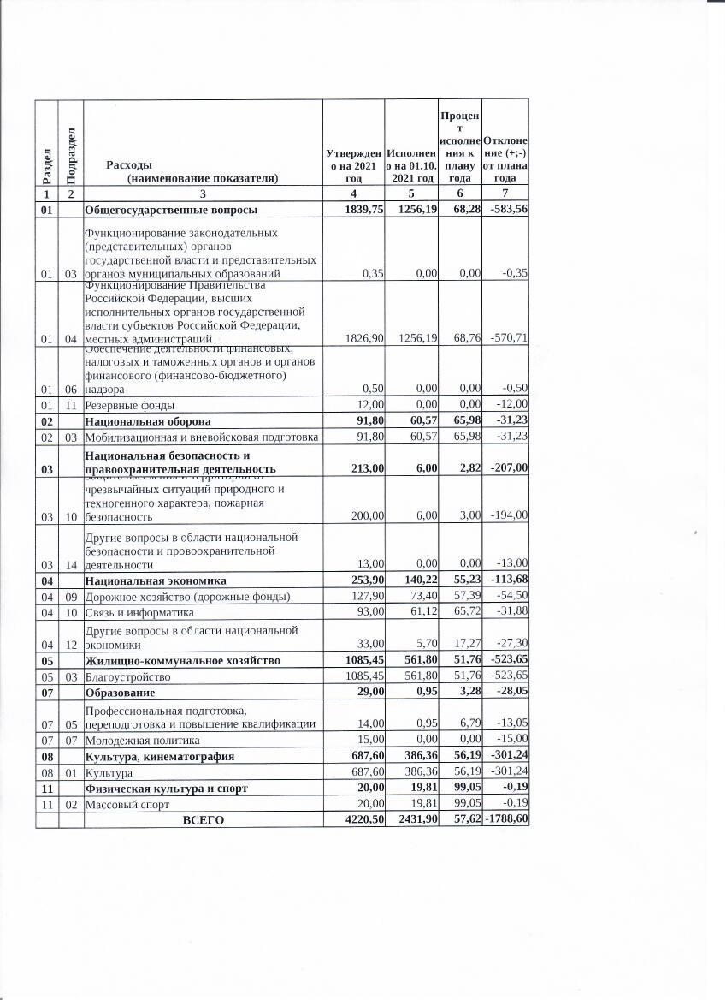 Раздел
Подраздел
Расходы
(наименование показателя)
Утвержден
о на 2021
год
Исполнен
о на 01.10.
2021 год
Процен
т
исполне
ния к
плану
года
Отклоне
ние (+;-)
от плана
года
1 2 3 4 5 6 7
01 Общегосударственные вопросы 1839,75 1256,19 68,28 -583,56
Функционирование законодательных
(представительных) органов
государственной власти и представительных
01 03 органов муниципальных образований 0,35 0,00 0,00 -0,35
Функционирование Правительства
Российской Федерации, высших
исполнительных органов государственной
власти субъектов Российской Федерации,
01 04 местных администраций 1826,90 1256,19 68,76 -570,71
Обеспечение деятельности финансовых,
налоговых и таможенных органов и органов
финансового (финансово-бюджетного)
01 06 надзора 0,50 0,00 0,00 -0,50
01 11 Резервные фонды 12,00 0,00 0,00 -12,00
02 Национальная оборона 91,80 60,57 65,98 -31,23
02 03 Мобилизационная и вневойсковая подготовка 91,80 60,57 65,98 -31,23
Национальная безопасность и
03 правоохранительная деятельность 213,00 6,00 2,82 -207,00
Защита населения и территории от
чрезвычайных ситуаций природного и
техногенного характера, пожарная
03 10 безопасность 200,00 6,00 3,00 -194,00
Другие вопросы в области национальной
безопасности и провоохранительной
03 14 деятельности 13,00 0,00 0,00 -13,00
04 Национальная экономика 253,90 140,22 55,23 -113,68
04 09 Дорожное хозяйство (дорожные фонды) 127,90 73,40 57,39 -54,50
04 10 Связь и информатика 93,00 61,12 65,72 -31,88
Другие вопросы в области национальной
04 12 экономики 33,00 5,70 17,27 -27,30
05 Жилищно-коммунальное хозяйство 1085,45 561,80 51,76 -523,65
05 03 Благоустройство 1085,45 561,80 51,76 -523,65
07 Образование 29,00 0,95 3,28 -28,05
Профессиональная подготовка,
07 05 переподготовка и повышение квалификации 14,00 0,95 6,79 -13,05
07 07 Молодежная политика 15,00 0,00 0,00 -15,00
08 Культура, кинематография 687,60 386,36 56,19 -301,24
08 01 Культура 687,60 386,36 56,19 -301,24
11 Физическая культура и спорт 20,00 19,81 99,05 -0,19
11 02 Массовый спорт 20,00 19,81 99,05 -0,19
ВСЕГО 4220,50 2431,90 57,62 -1788,60